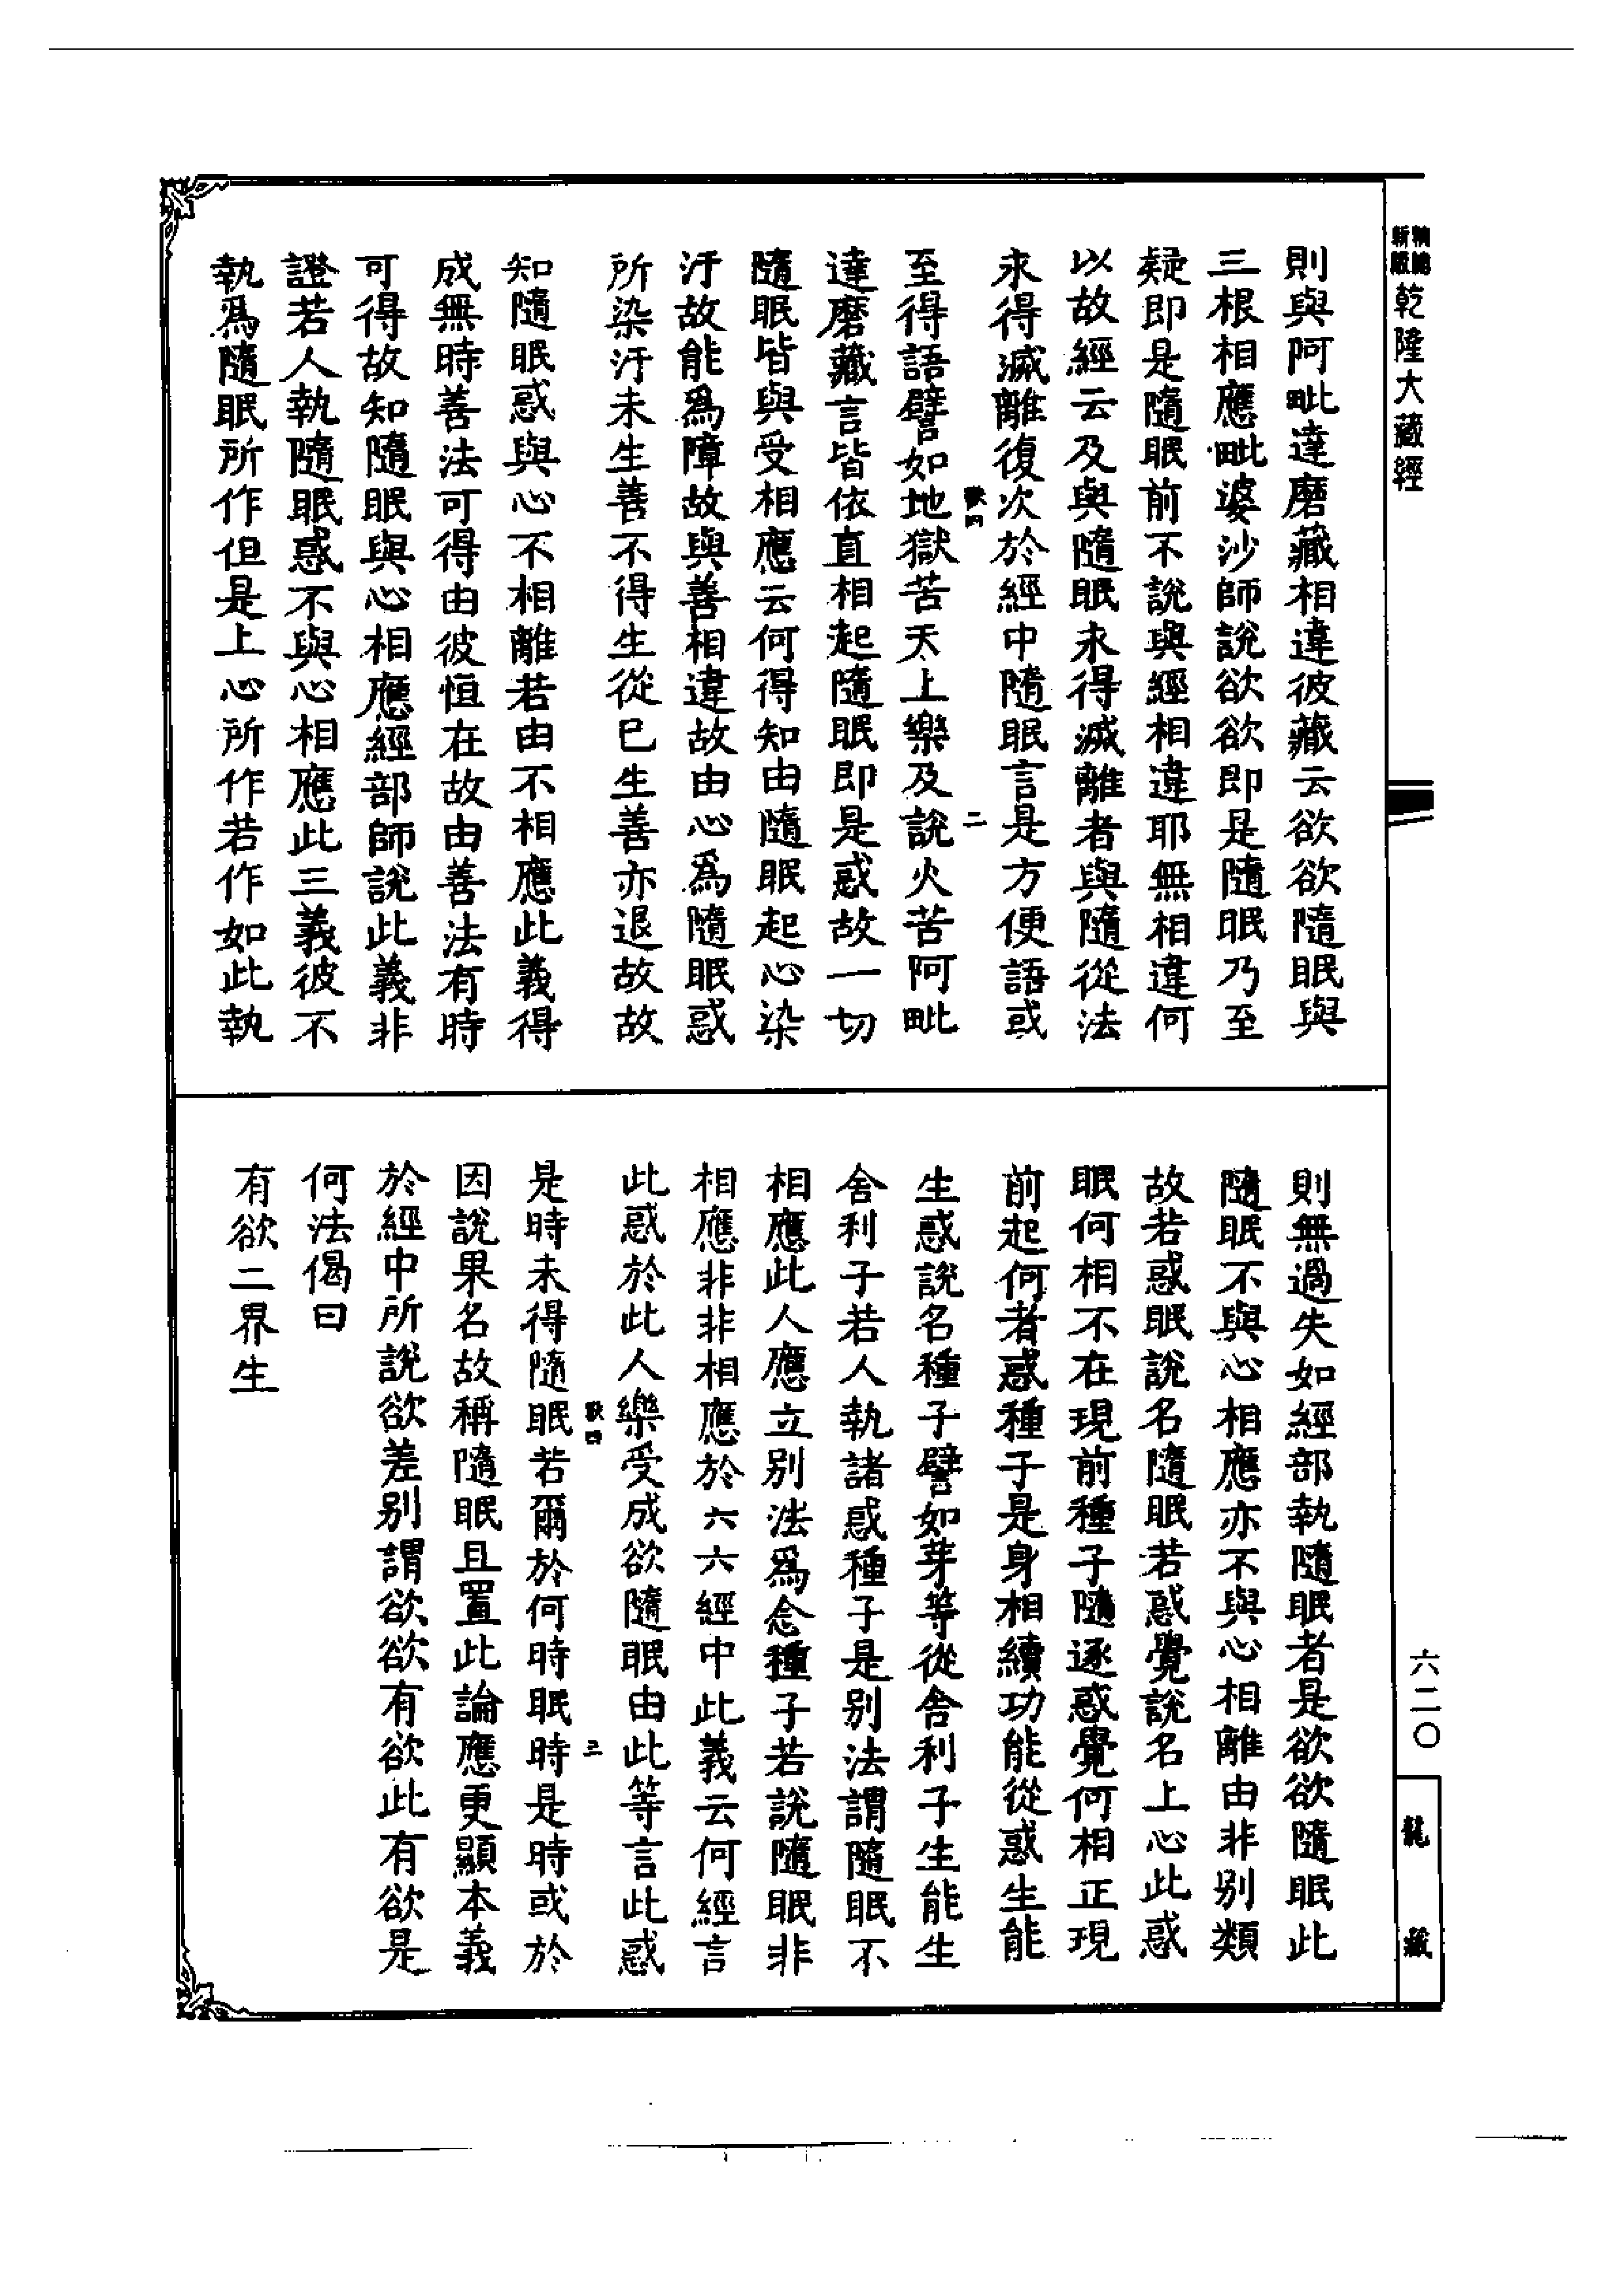 新編
縮版
乾隆大藏經
六二〇
龍藏
則與阿毗達磨藏相違彼藏云欲欲隨眠與
三根相應毗婆沙師說欲欲即是隨眠乃至
疑即是隨眠前不說與經相違耶無相違何
以故經云及與隨眠永得滅離者與隨從法
永得滅離復次於經中隨眠言是方便語或
至得語譬如地獄苦天上樂及說火苦阿毗
達磨藏言皆依直相起隨眠即是惑故一切
隨眠皆與受相應云何得知由隨眠起心染
汙故能爲障故與善相違故由心爲隨眠惑
所染汙未生善不得生從已生善亦退故故
知隨眠惑與心不相離若由不相應此義得
成無時善法可得由彼恒在故由善法有時
可得故知隨眠與心相應經部師說此義非
證若人執隨眠惑不與心相應此三義彼不
執爲隨眠所作但是上心所作若作如此執
則無過失如經部執隨眠者是欲欲隨眠此
隨眠不與心相應亦不與心相離由非別類
故若惑眠說名隨眠若惑覺說名上心此惑
眠何相不在現前種子隨逐惑覺何相正現
前起何者惑種子是身相續功能從惑生能
生惑說名種子譬如芽等從舍利子生能生
舍利子若人執諸惑種子是別法謂隨眠不
相應此人應立別法爲念種子若說隨眠非
相應非非相應於六六經中此義云何經言
此惑於此人樂受成欲隨眠由此等言此惑
是時未得隨眠若爾於何時眠時是時或於
因說果名故稱隨眠且置此論應更顯本義
於經中所說欲差別謂欲欲有欲此有欲是
何法偈曰
有欲二界生